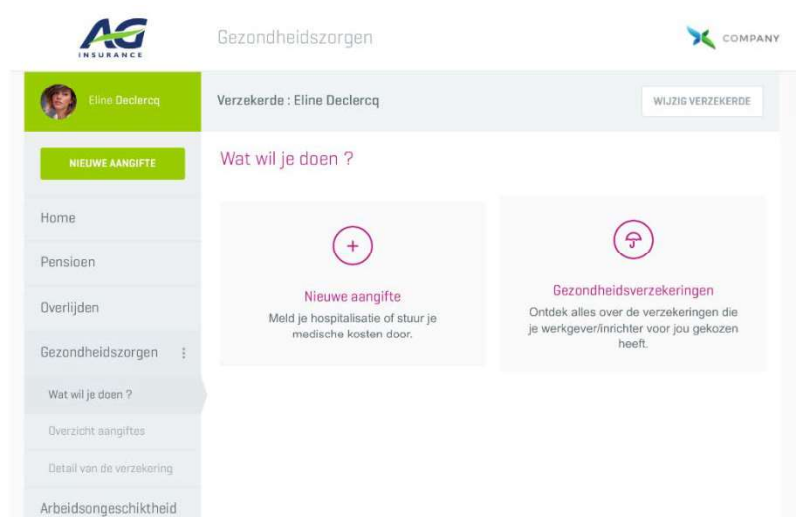 AG
INSURANCE
Gezondheidszorgen
COMPANY
Eline Declercq
Verzekerde : Eline Declercq
WIJZIG VERZEKERDE
NIEUWE AANGIFTE
Wat wil je doen ?
Home
Pensioen
Overlijden
Gezondheidszorgen
Wat wil je doen ?
Overzicht aangiftes
Detail van de verzekering
Arbeidsongeschiktheid
Nieuwe aangifte
Meld je hospitalisatie of stuur je
medische kosten door.
Gezondheidsverzekeringen
Ontdek alles over de verzekeringen die
je werkgever/inrichter voor jou gekozen
heeft.